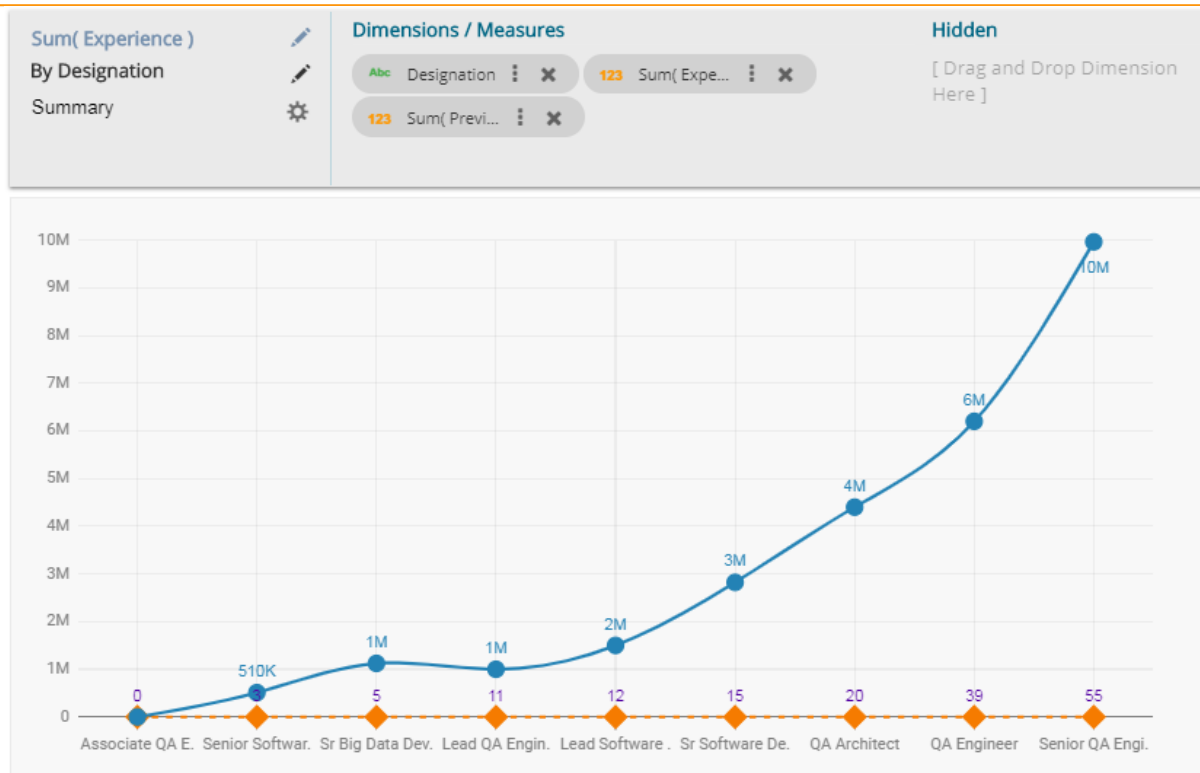 Sum( Experience )
By Designation
Summary
Dimensions / Measures
Abc Designation
123 Sum( Expe...
123 Sum( Previ...
Hidden
[ Drag and Drop Dimension
Here ]
10M
9M
8M
7M
6M
5M
4M
3M
2M
1M
0
510K
1M
1M
2M
3M
4M
6M
10M
0
3
5
11
12
15
20
39
55
Associate QA E.
Senior Softwar.
Sr Big Data Dev.
Lead QA Engin.
Lead Software .
Sr Software De.
QA Architect
QA Engineer
Senior QA Engi.